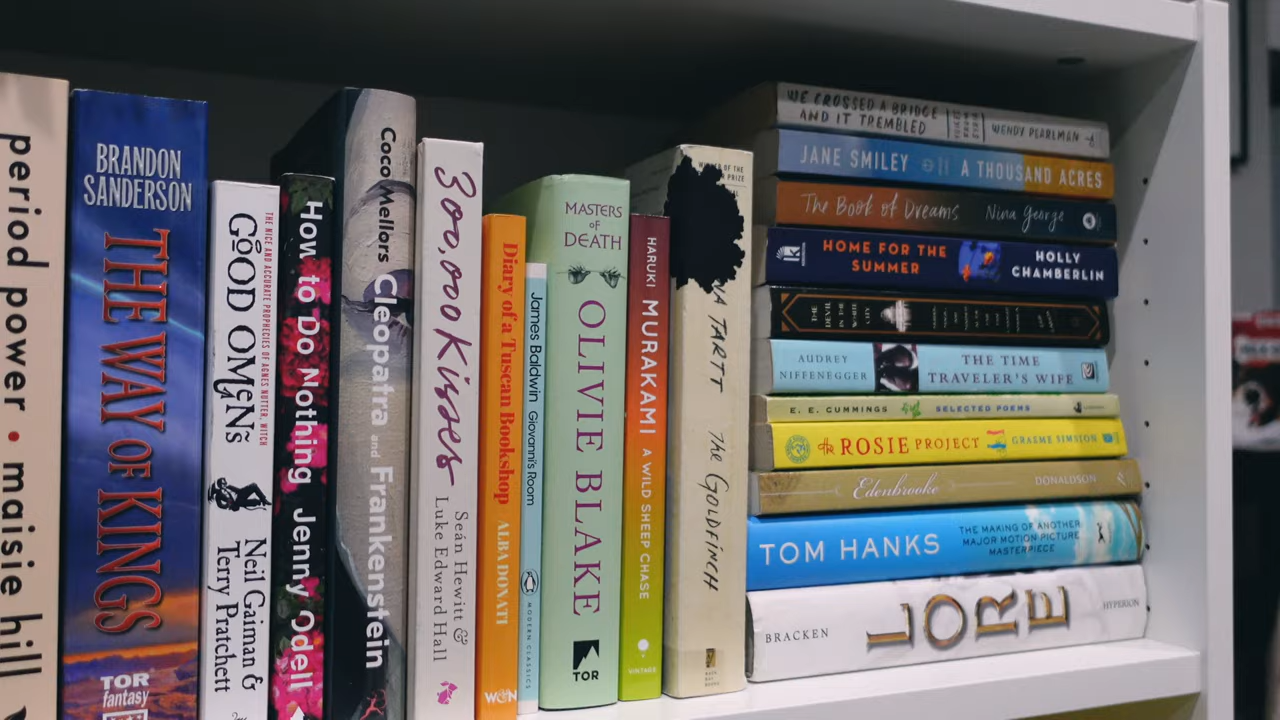 period power • maisie hill
BRANDON
SANDERSON
THE WAY OF KINGS
TOR
fantasy
THE NICE AND ACCURATE PROPHECIES OF AGNES NUTTER, WITCH
GOOD OMENS
Neil Gaiman &
Terry Pratchett
How to Do Nothing Jenny Odell
Coco Mellors Cleopatra and Frankenstein
300,000 Kisses
Seán Hewitt &
Luke Edward Hall
Diary of a Tuscan Bookshop ALBA DONATI
W&N
James Baldwin Giovanni's Room
MODERN CLASSICS
MASTERS
OF
DEATH
OLIVIE BLAKE
TOR
HARUKI MURAKAMI A WILD SHEEP CHASE
VINTAGE
OF THE
PRIZE
NA TARTT The GOLDFINCH
WE CROSSED A BRIDGE
AND IT TREMBLED
WENDY PEARLMAN
JANE SMILEY A THOUSAND ACRES
The Book of Dreams Nina George
HOME FOR THE
SUMMER
HOLLY
CHAMBERLIN
AUDREY
NIFFENEGGER
THE TIME
TRAVELER'S WIFE
E. E. CUMMINGS SELECTED POEMS
the ROSIE PROJECT GRAEME SIMSION
Edenbrooke DONALDSON
TOM HANKS
THE MAKING OF ANOTHER
MAJOR MOTION PICTURE
MASTERPIECE
BRACKEN LORE HYPERION